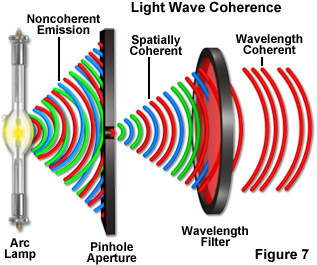 Light Wave Coherence
Noncoherent
Emission
Spatially
Coherent
Wavelength
Coherent
Arc
Lamp
Pinhole
Aperture
Wavelength
Filter
Figure 7